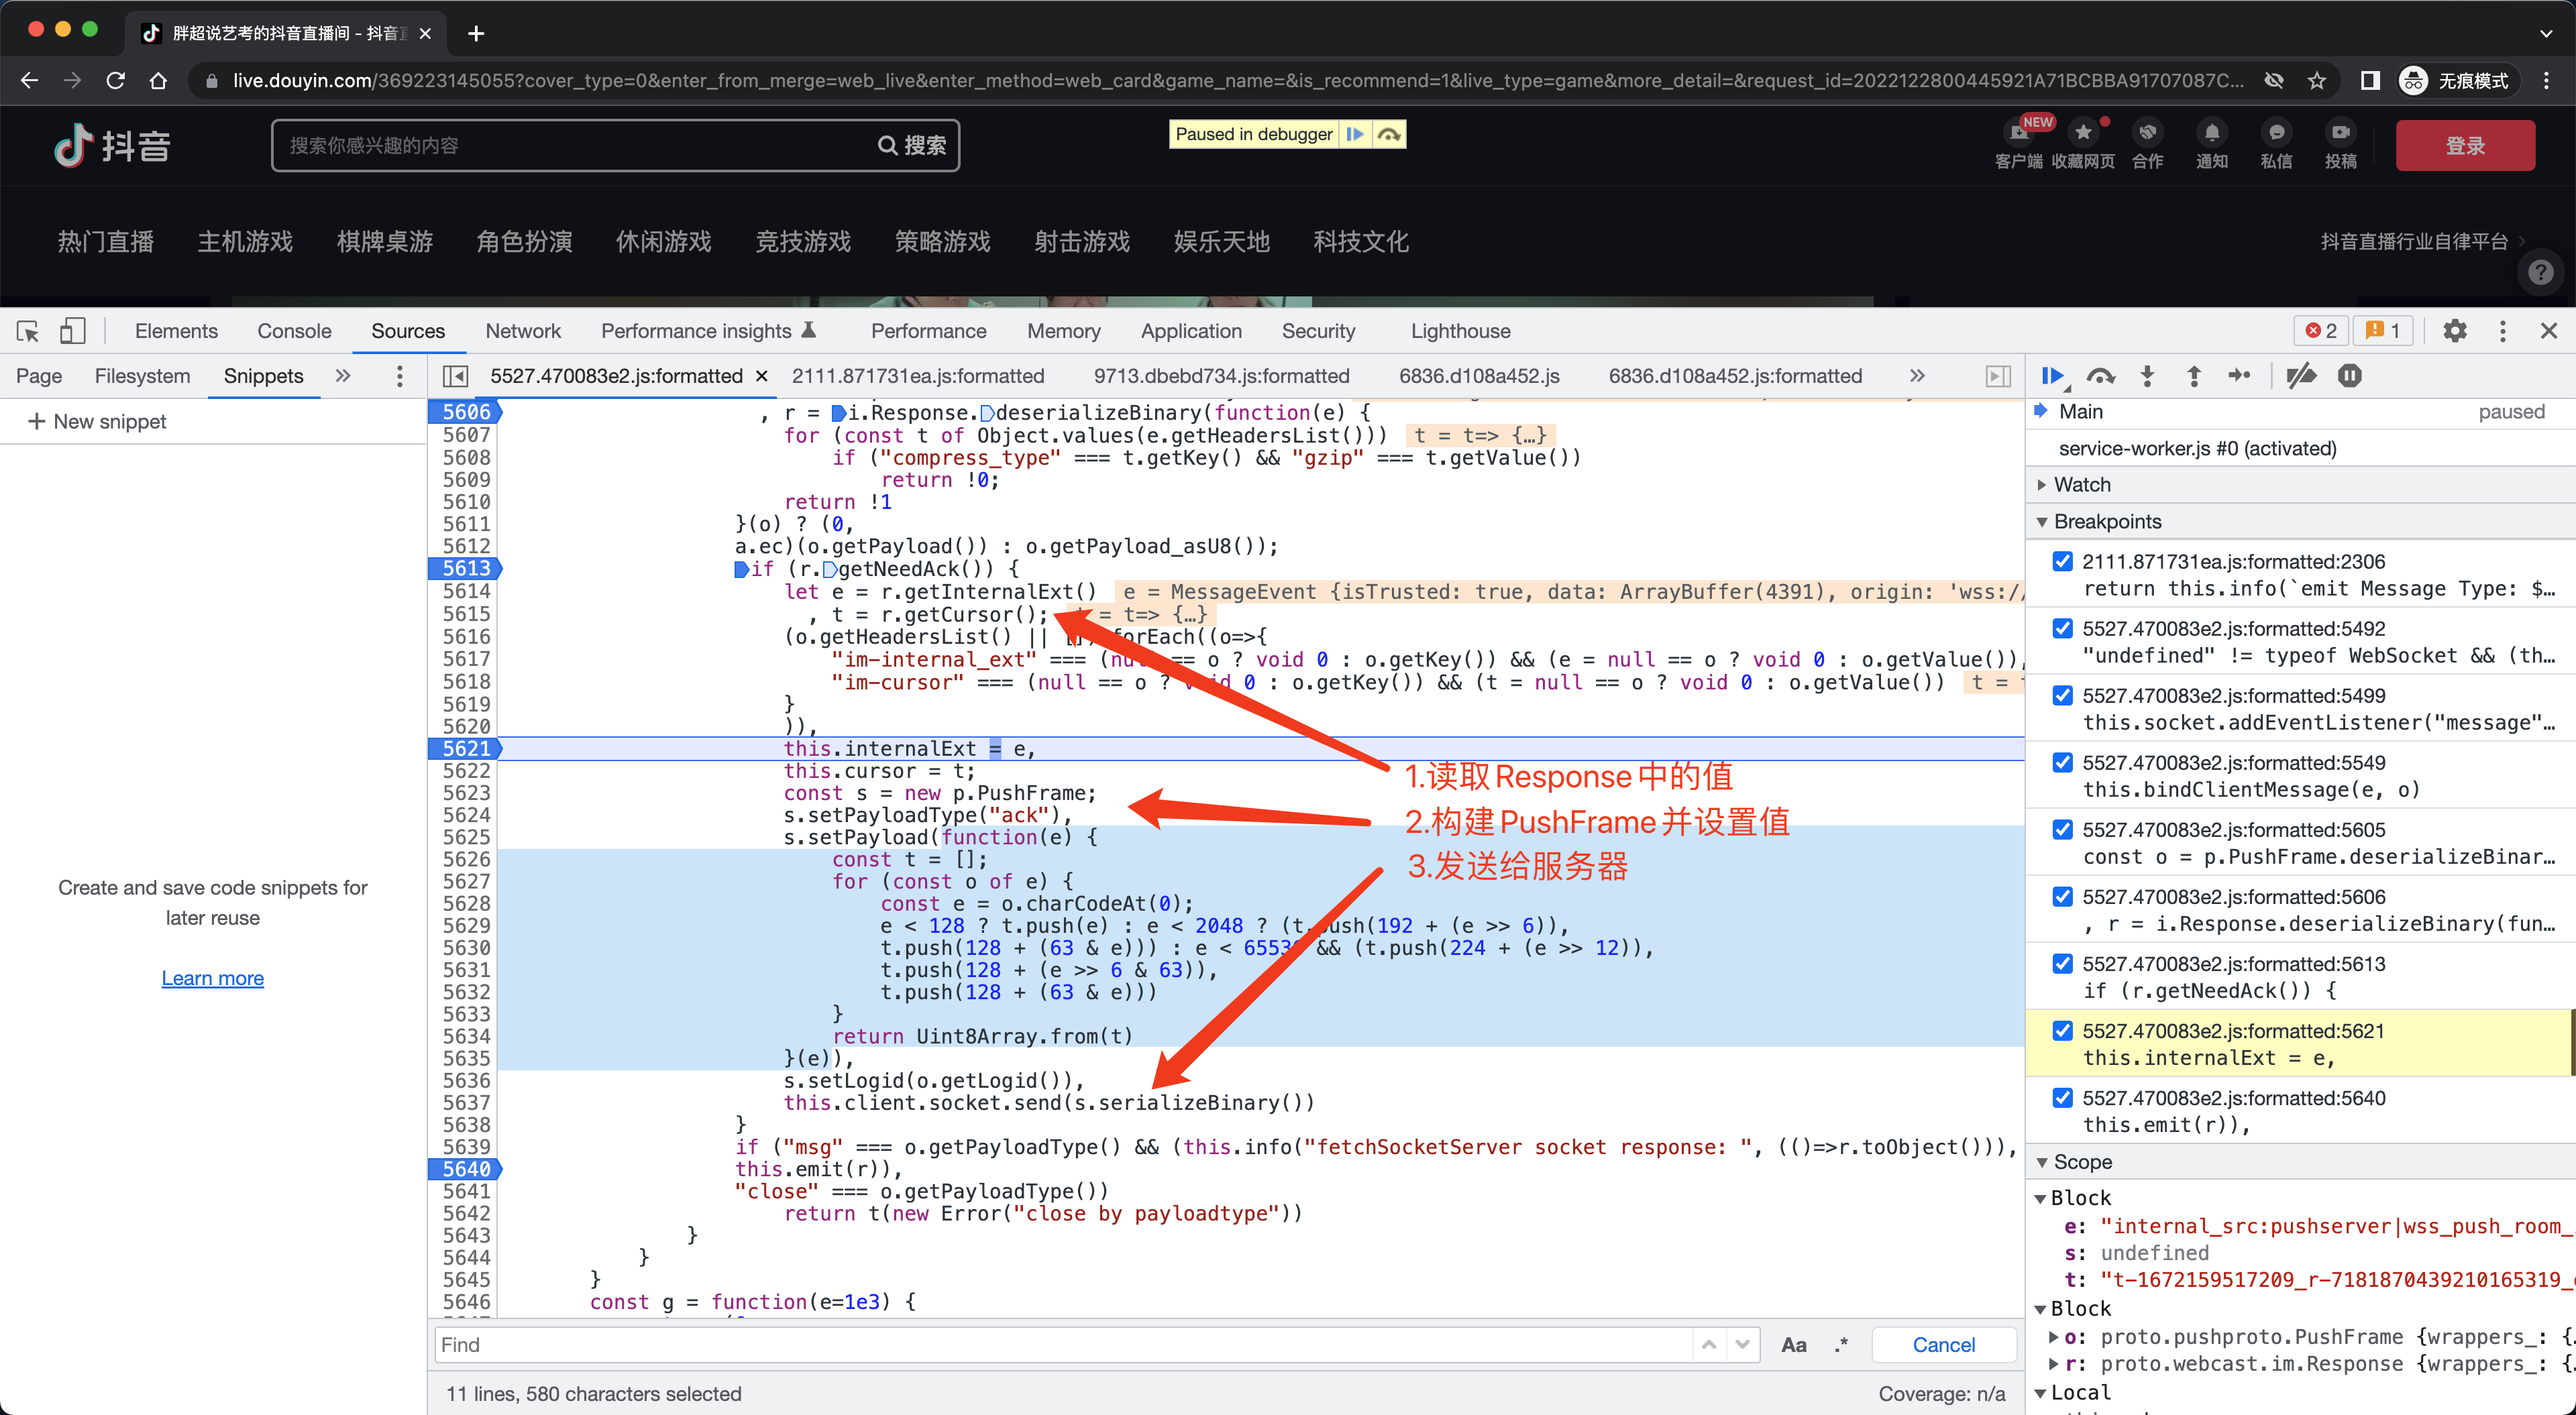 胖超说艺考的抖音直播间 - 抖音直
live.douyin.com/369223145055?cover_type=0&enter_from_merge=web_live&enter_method=web_card&game_name=&is_recommend=1&live_type=game&more_detail=&request_id=2022122800445921A71BCBBA91707087C...
无痕模式
抖音
搜索你感兴趣的内容
搜索
Paused in debugger
NEW
客户端 收藏网页 合作 通知 私信 投稿
登录
热门直播 主机游戏 棋牌桌游 角色扮演 休闲游戏 竞技游戏 策略游戏 射击游戏 娱乐天地 科技文化
抖音直播行业自律平台
Elements Console Sources Network Performance insights Performance Memory Application Security Lighthouse
2 1
Page Filesystem Snippets
5527.470083e2.js:formatted 2111.871731ea.js:formatted 9713.dbebd734.js:formatted 6836.d108a452.js 6836.d108a452.js:formatted
New snippet
Create and save code snippets for
later reuse
Learn more
5606 , r = i.Response.deserializeBinary(function(e) {
5607 for (const t of Object.values(e.getHeadersList())) t = t=> {…}
5608 if ("compress_type" === t.getKey() && "gzip" === t.getValue())
5609 return !0;
5610 return !1
5611 }(o) ? (0,
5612 a.ec)(o.getPayload()) : o.getPayload_asU8());
5613 if (r.getNeedAck()) {
5614 let e = r.getInternalExt() e = MessageEvent {isTrusted: true, data: ArrayBuffer(4391), origin: 'wss:/
5615 , t = r.getCursor(); = t=> {…}
5616 (o.getHeadersList() || forEach((o=>{
5617 "im-internal_ext" === (null == o ? void 0 : o.getKey()) && (e = null == o ? void 0 : o.getValue()),
5618 "im-cursor" === (null == o ? void 0 : o.getKey()) && (t = null == o ? void 0 : o.getValue()) t =
5619 }
5620 )),
5621 this.internalExt = e,
5622 this.cursor = t;
5623 const s = new p.PushFrame;
5624 s.setPayloadType("ack"),
5625 s.setPayload(function(e) {
5626 const t = [];
5627 for (const o of e) {
5628 const e = o.charCodeAt(0);
5629 e < 128 ? t.push(e) : e < 2048 ? (t.push(192 + (e >> 6)),
5630 t.push(128 + (63 & e))) : e < 65536 && (t.push(224 + (e >> 12)),
5631 t.push(128 + (e >> 6 & 63)),
5632 t.push(128 + (63 & e)))
5633 }
5634 return Uint8Array.from(t)
5635 }(e)),
5636 s.setLogid(o.getLogid()),
5637 this.client.socket.send(s.serializeBinary())
5638 }
5639 if ("msg" === o.getPayloadType() && (this.info("fetchSocketServer socket response: ", (()=>r.toObject())),
5640 this.emit(r)),
5641 "close" === o.getPayloadType())
5642 return t(new Error("close by payloadtype"))
5643 }
5644 }
5645 }
5646 const g = function(e=1e3) {
1.读取Response中的值
2.构建PushFrame并设置值
3.发送给服务器
Find
Aa .* Cancel
11 lines, 580 characters selected
Coverage: n/a
Main paused
service-worker.js #0 (activated)
Watch
Breakpoints
2111.871731ea.js:formatted:2306
return this.info(`emit Message Type: $…
5527.470083e2.js:formatted:5492
"undefined" != typeof WebSocket && (th…
5527.470083e2.js:formatted:5499
this.socket.addEventListener("message"…
5527.470083e2.js:formatted:5549
this.bindClientMessage(e, o)
5527.470083e2.js:formatted:5605
const o = p.PushFrame.deserializeBinar…
5527.470083e2.js:formatted:5606
, r = i.Response.deserializeBinary(fun…
5527.470083e2.js:formatted:5613
if (r.getNeedAck()) {
5527.470083e2.js:formatted:5621
this.internalExt = e,
5527.470083e2.js:formatted:5640
this.emit(r)),
Scope
Block
e: "internal_src:pushserver|wss_push_room_
s: undefined
t: "t-1672159517209_r-7181870439210165319_
Block
o: proto.pushproto.PushFrame {wrappers_: {
r: proto.webcast.im.Response {wrappers_: {
Local